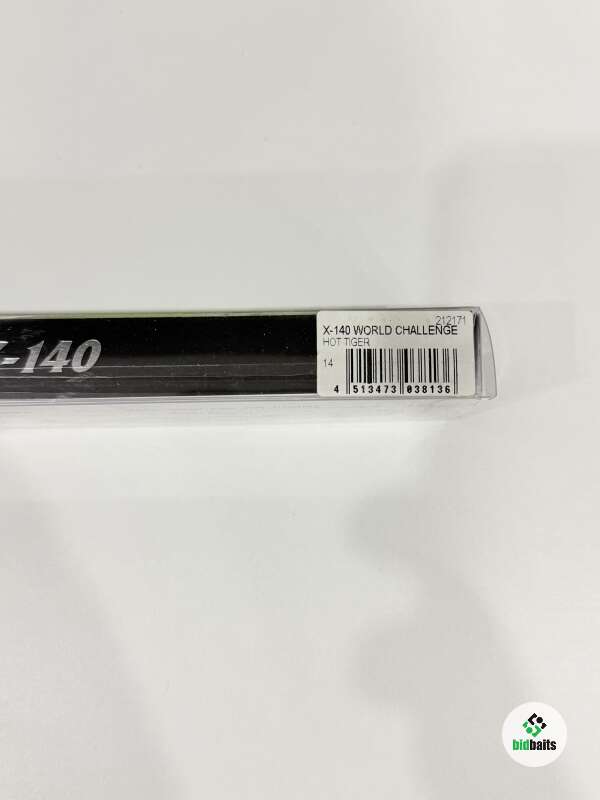 212171
X-140 WORLD CHALLENGE
HOT TIGER
14
4 513473 038136
-140
bidbaits